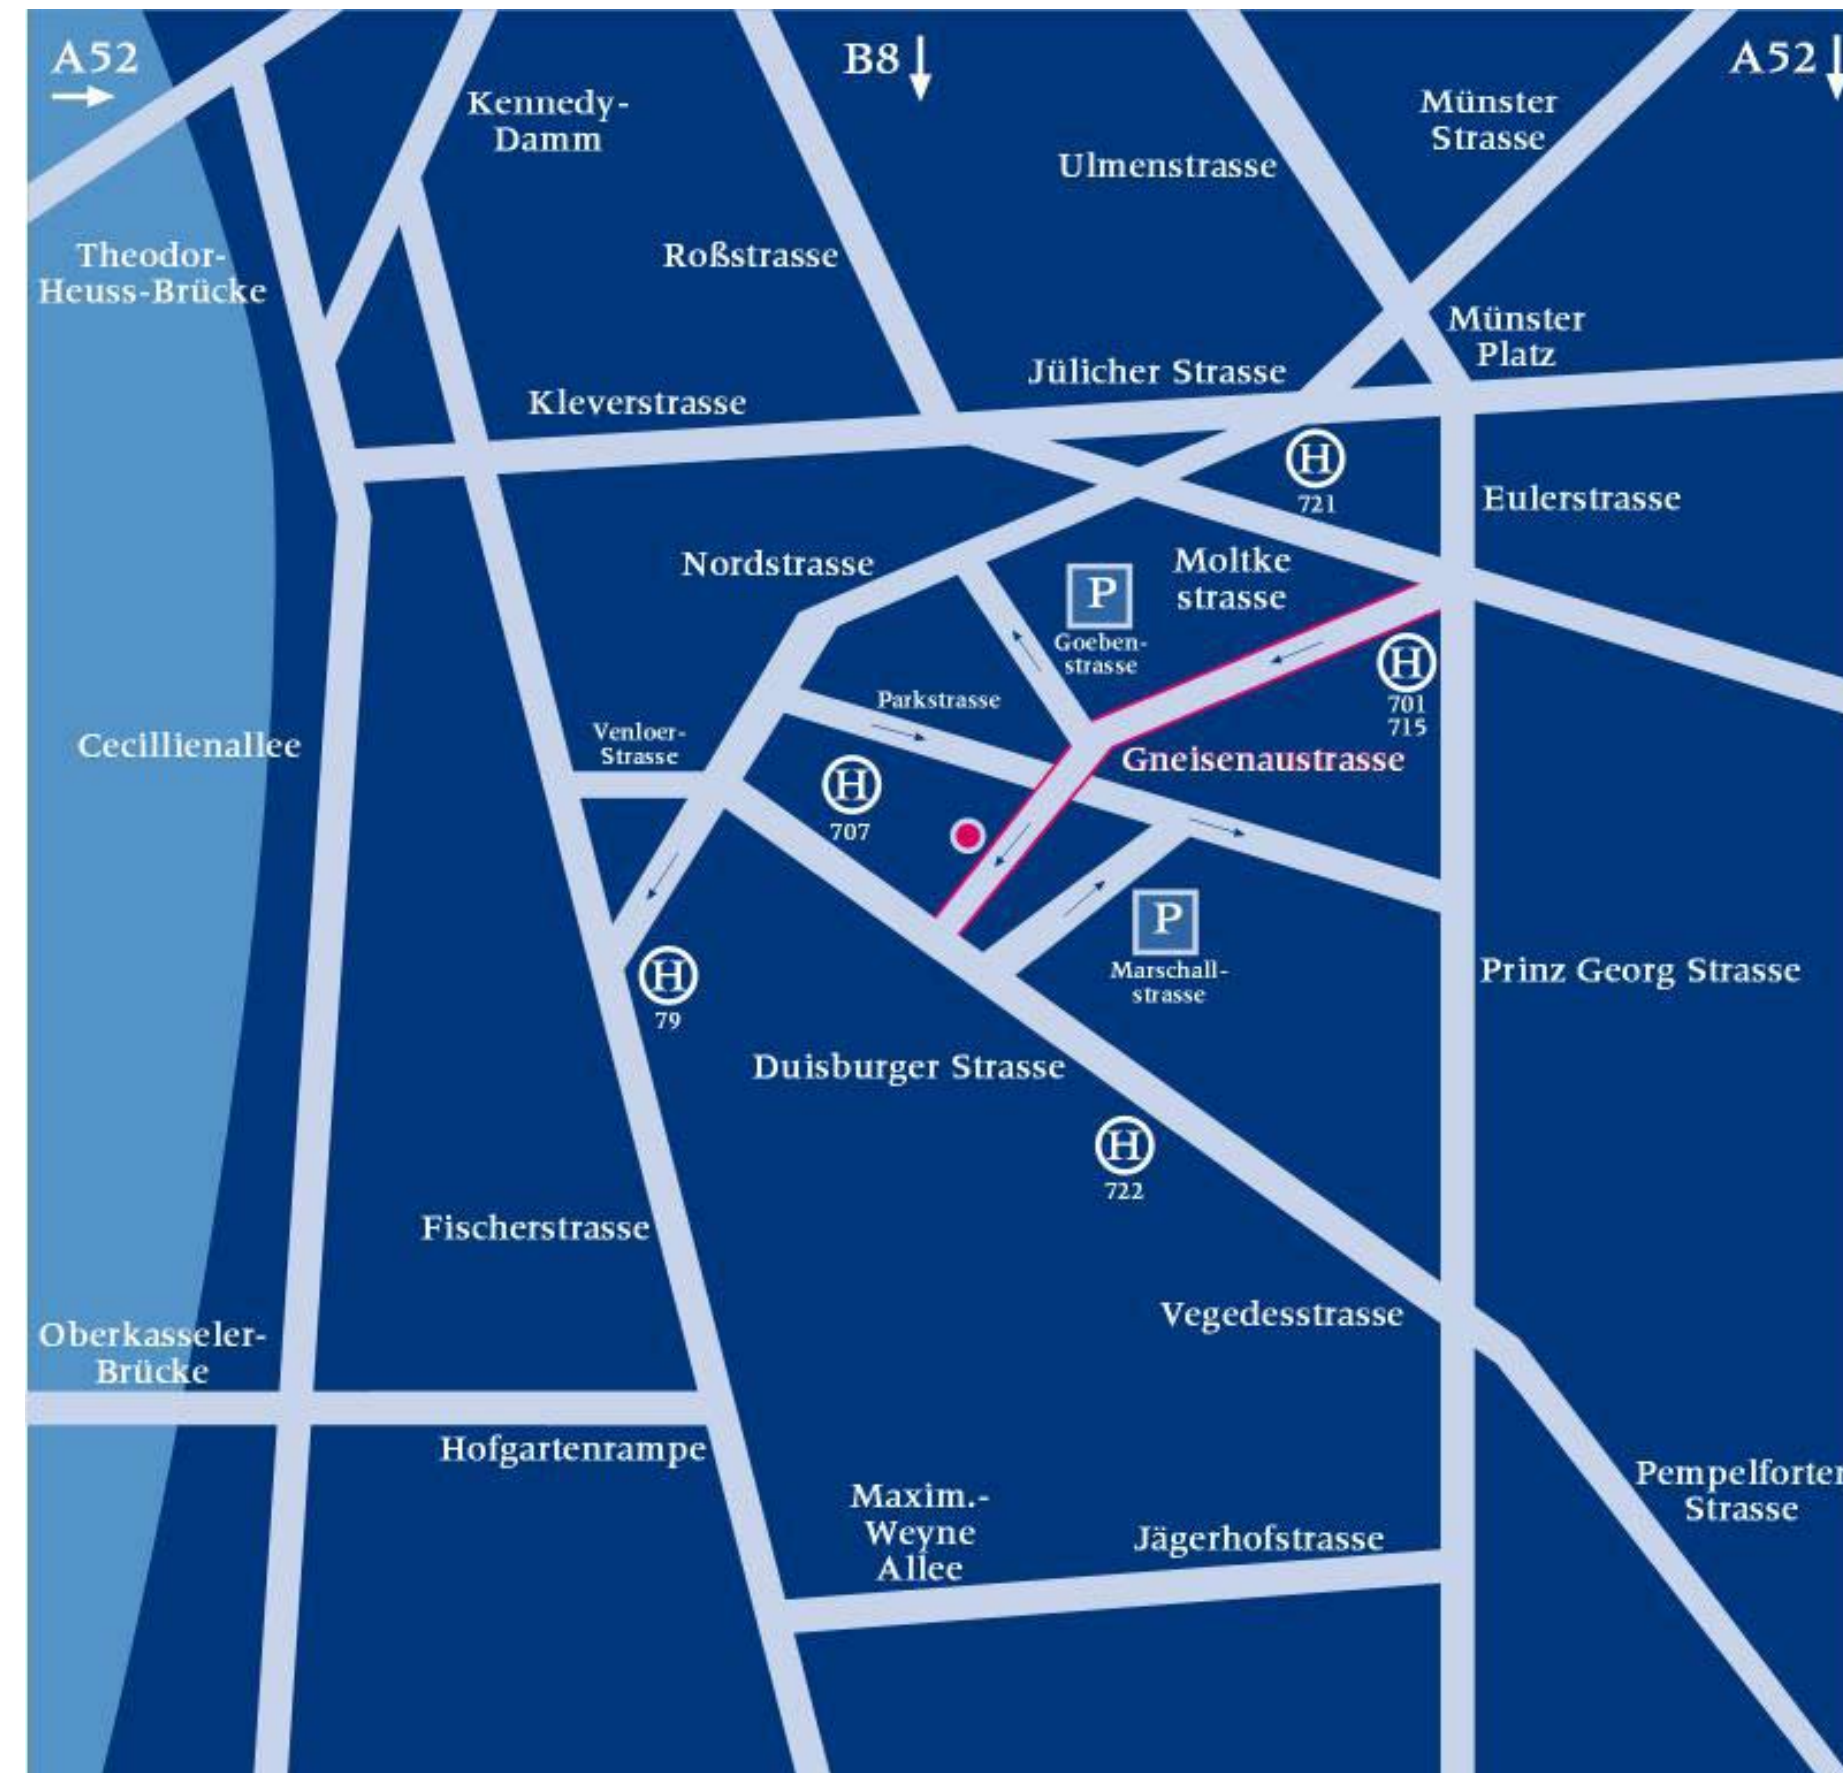 A52
B8
A52
Kennedy-
Damm
Münster
Strasse
Ulmenstrasse
Theodor-
Heuss-Brücke
Roßstrasse
Münster
Platz
Jülicher Strasse
Kleverstrasse
H
721
Eulerstrasse
Nordstrasse
Moltke
strasse
P
Goeben-
strasse
H
701
715
Parkstrasse
Venloer-
Strasse
Cecillienallee
Gneisenaustrasse
H
707
P
Marschall-
strasse
Prinz Georg Strasse
H
79
Duisburger Strasse
H
722
Fischerstrasse
Vegedesstrasse
Oberkasseler-
Brücke
Hofgartenrampe
Pempelforter
Strasse
Maxim.-
Weyne
Allee
Jägerhofstrasse